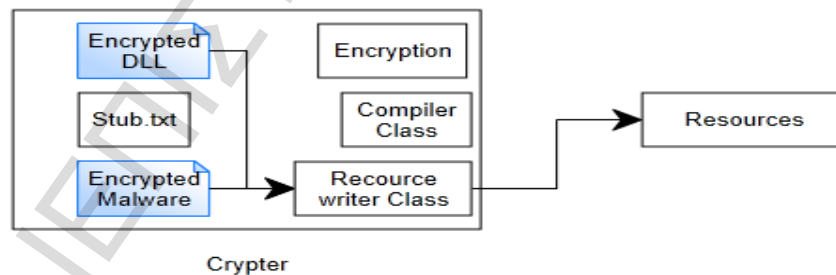 Encrypted
DLL
Encryption
Stub.txt
Compiler
Class
Resources
Encrypted
Malware
Recource
writer Class
Crypter